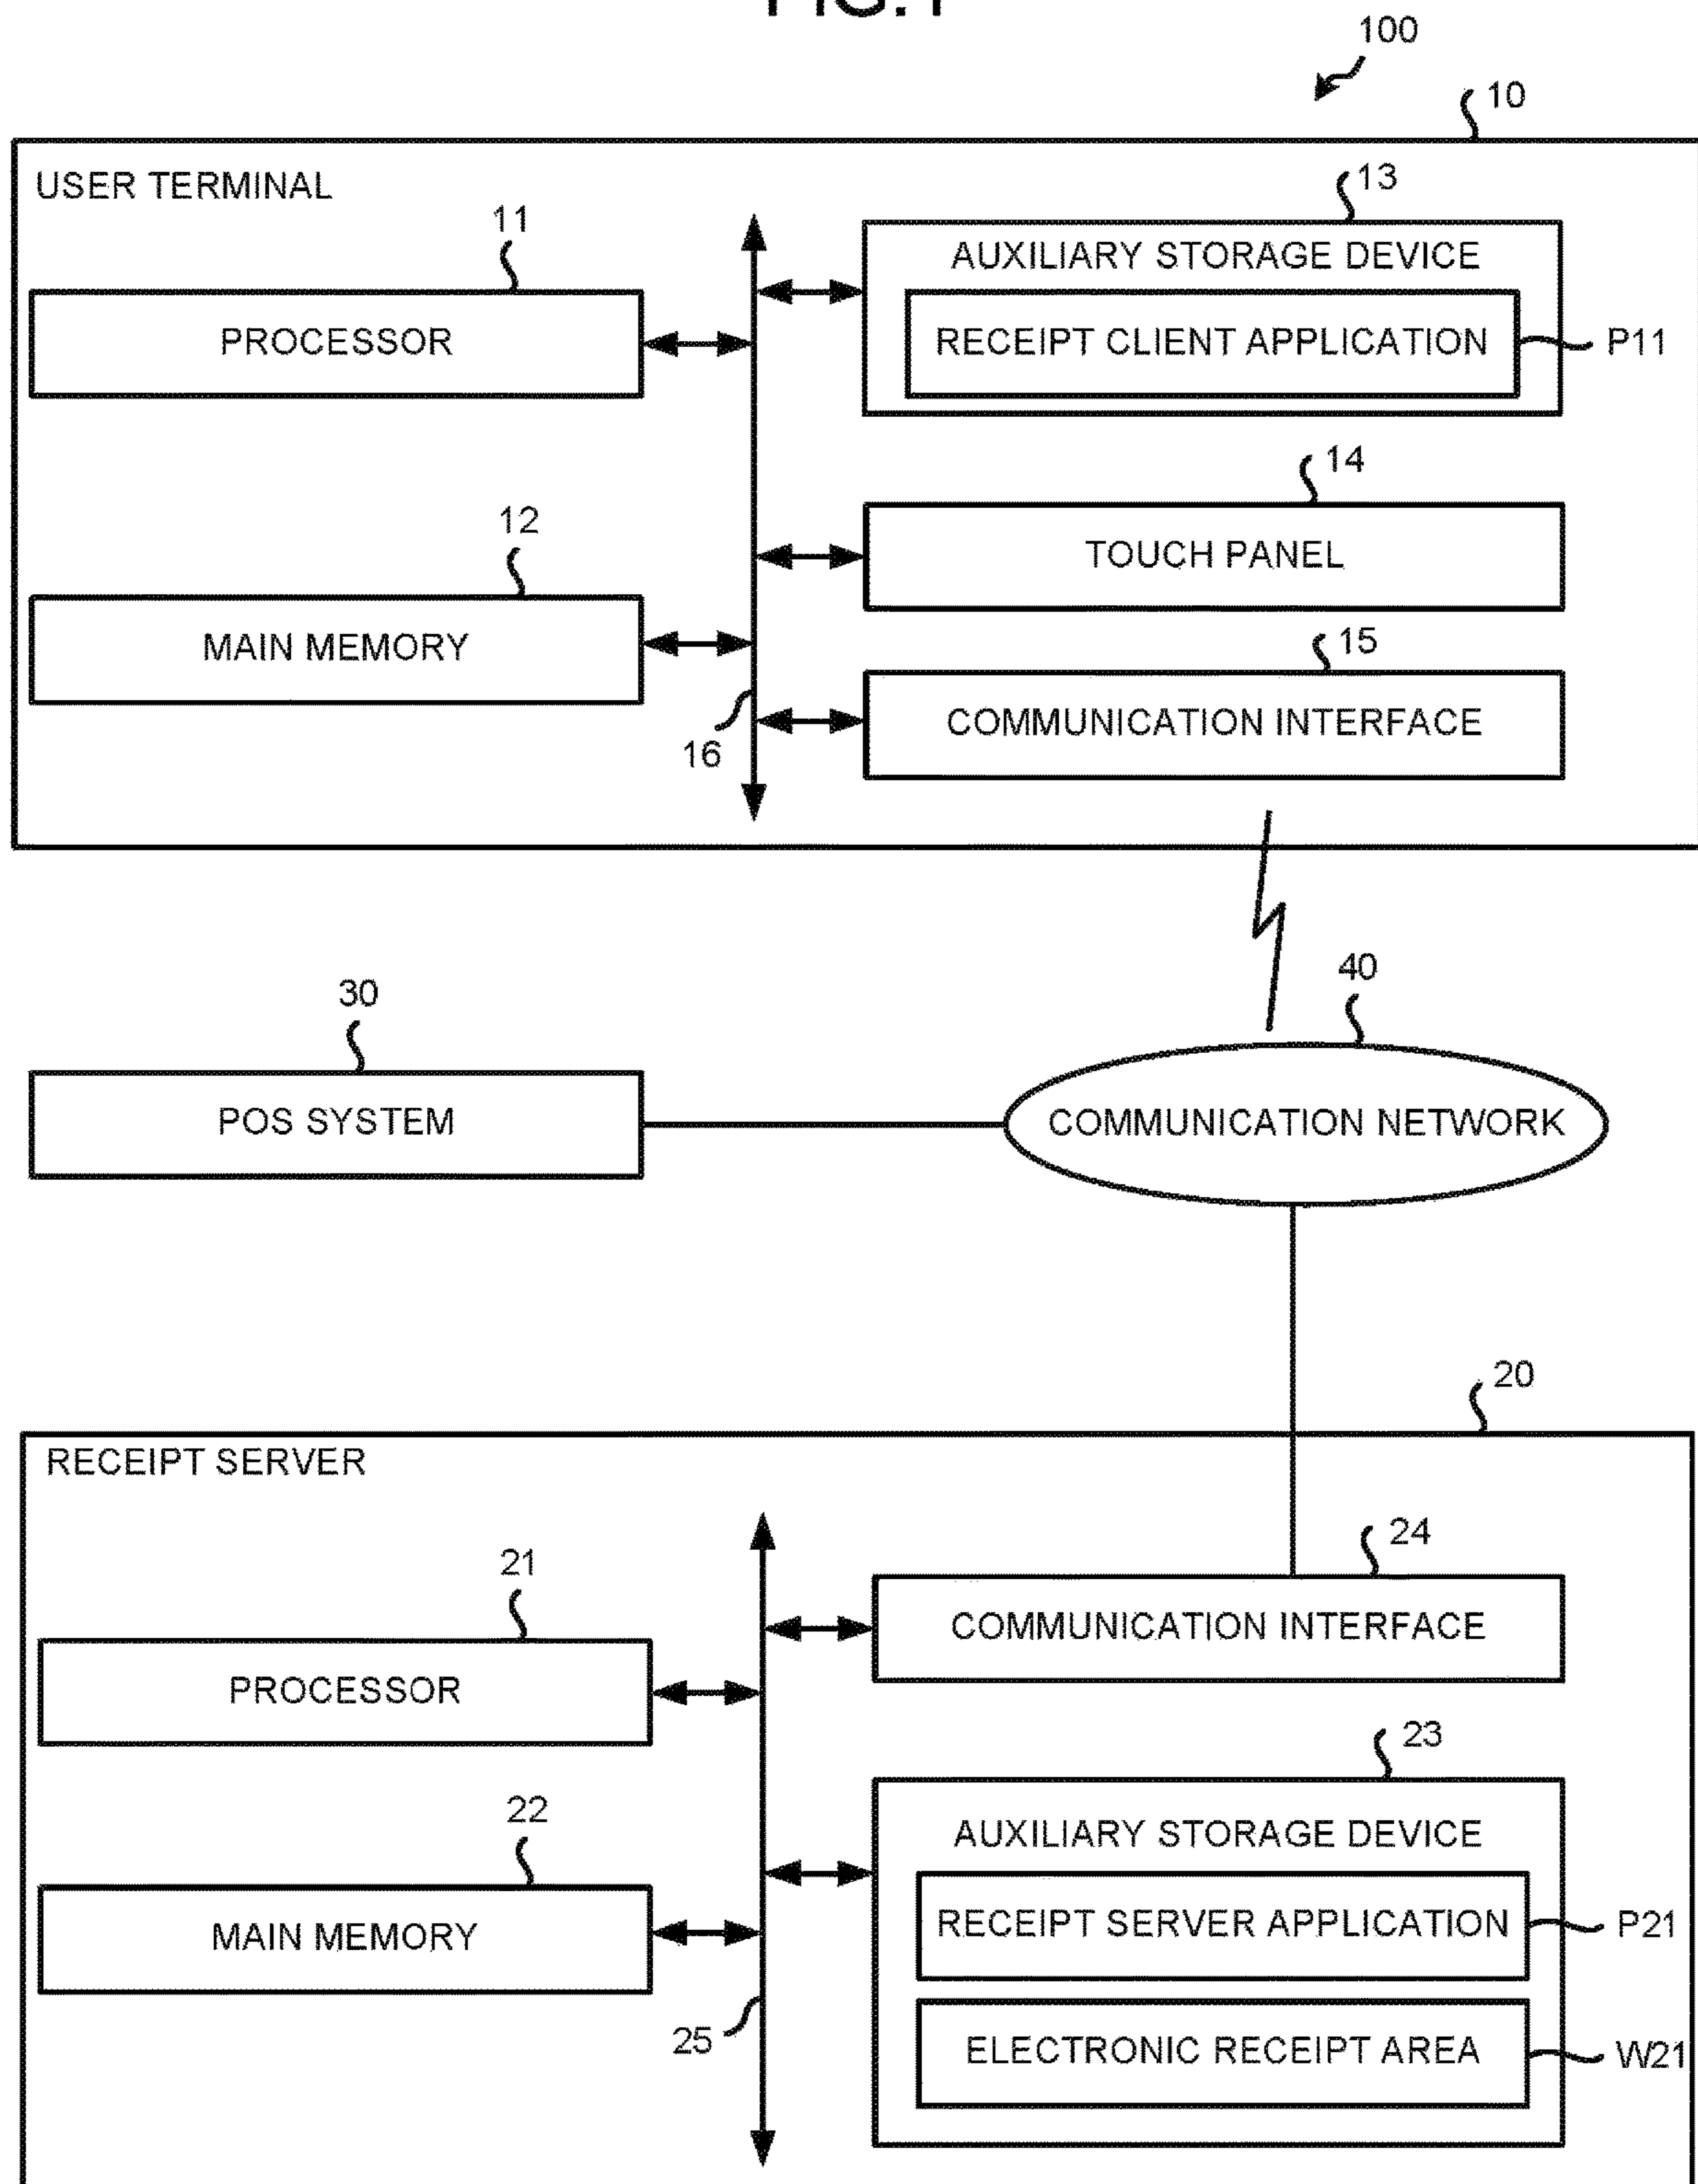 FIG.1
100
10
USER TERMINAL
13
11
AUXILIARY STORAGE DEVICE
PROCESSOR
RECEIPT CLIENT APPLICATION
P11
14
12
TOUCH PANEL
MAIN MEMORY
15
16
COMMUNICATION INTERFACE
30
40
POS SYSTEM
COMMUNICATION NETWORK
20
RECEIPT SERVER
24
21
COMMUNICATION INTERFACE
PROCESSOR
23
22
AUXILIARY STORAGE DEVICE
MAIN MEMORY
RECEIPT SERVER APPLICATION
P21
25
ELECTRONIC RECEIPT AREA
W21